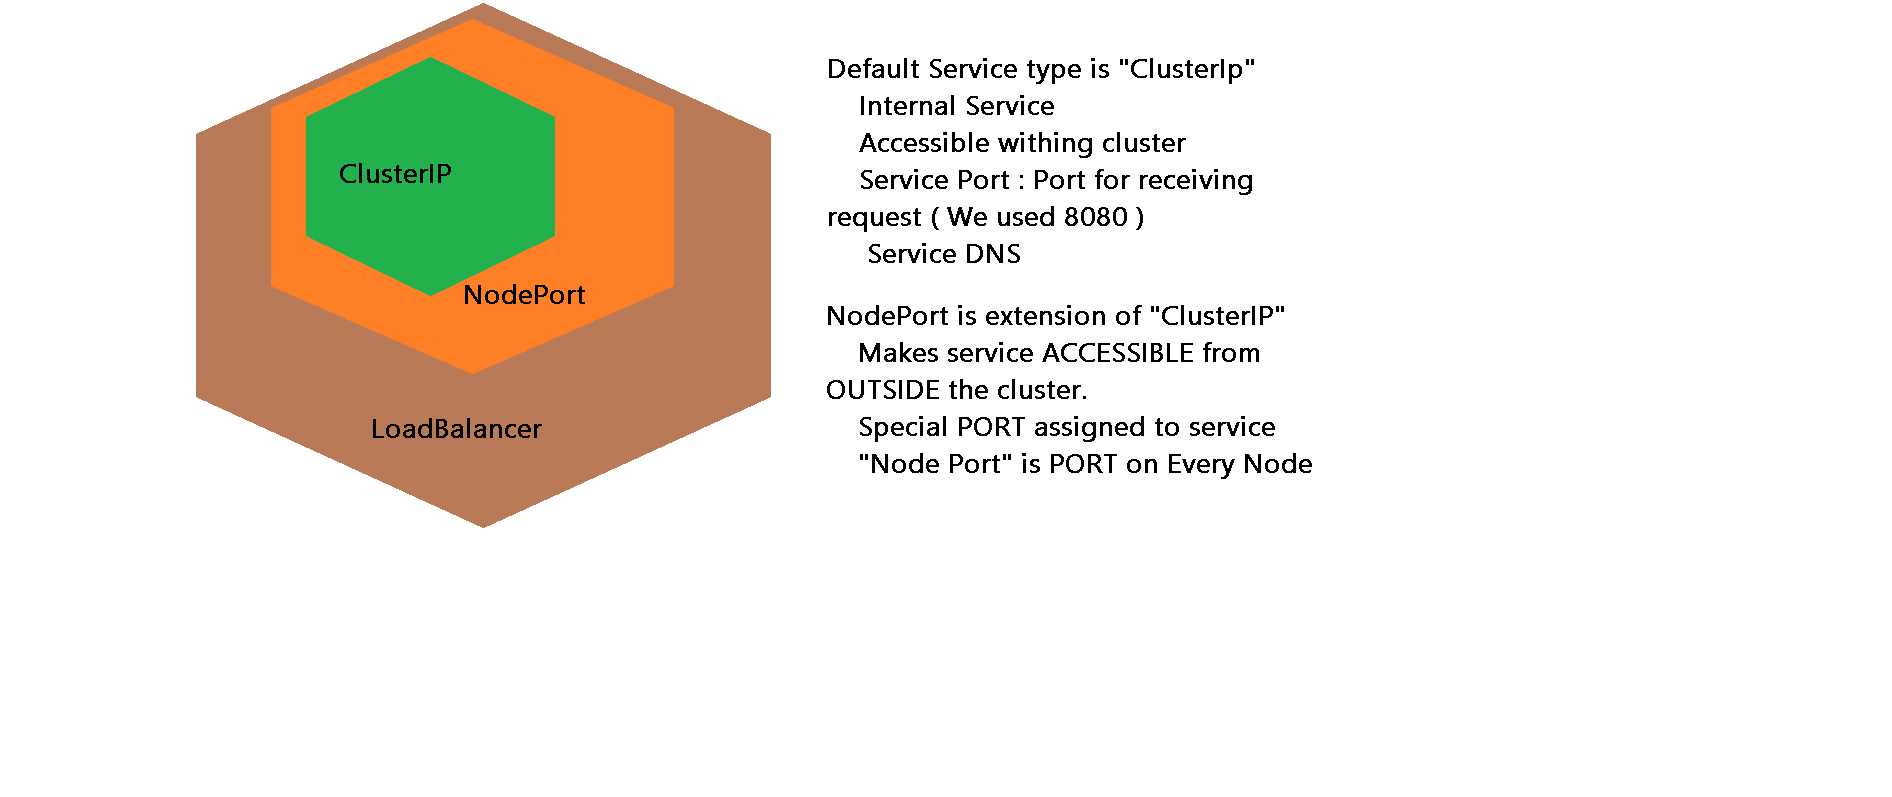 ClusterIP
NodePort
LoadBalancer
Default Service type is "ClusterIp"
Internal Service
Accessible withing cluster
Service Port : Port for receiving
request ( We used 8080 )
Service DNS
NodePort is extension of "ClusterIP"
Makes service ACCESSIBLE from
OUTSIDE the cluster.
Special PORT assigned to service
"Node Port" is PORT on Every Node